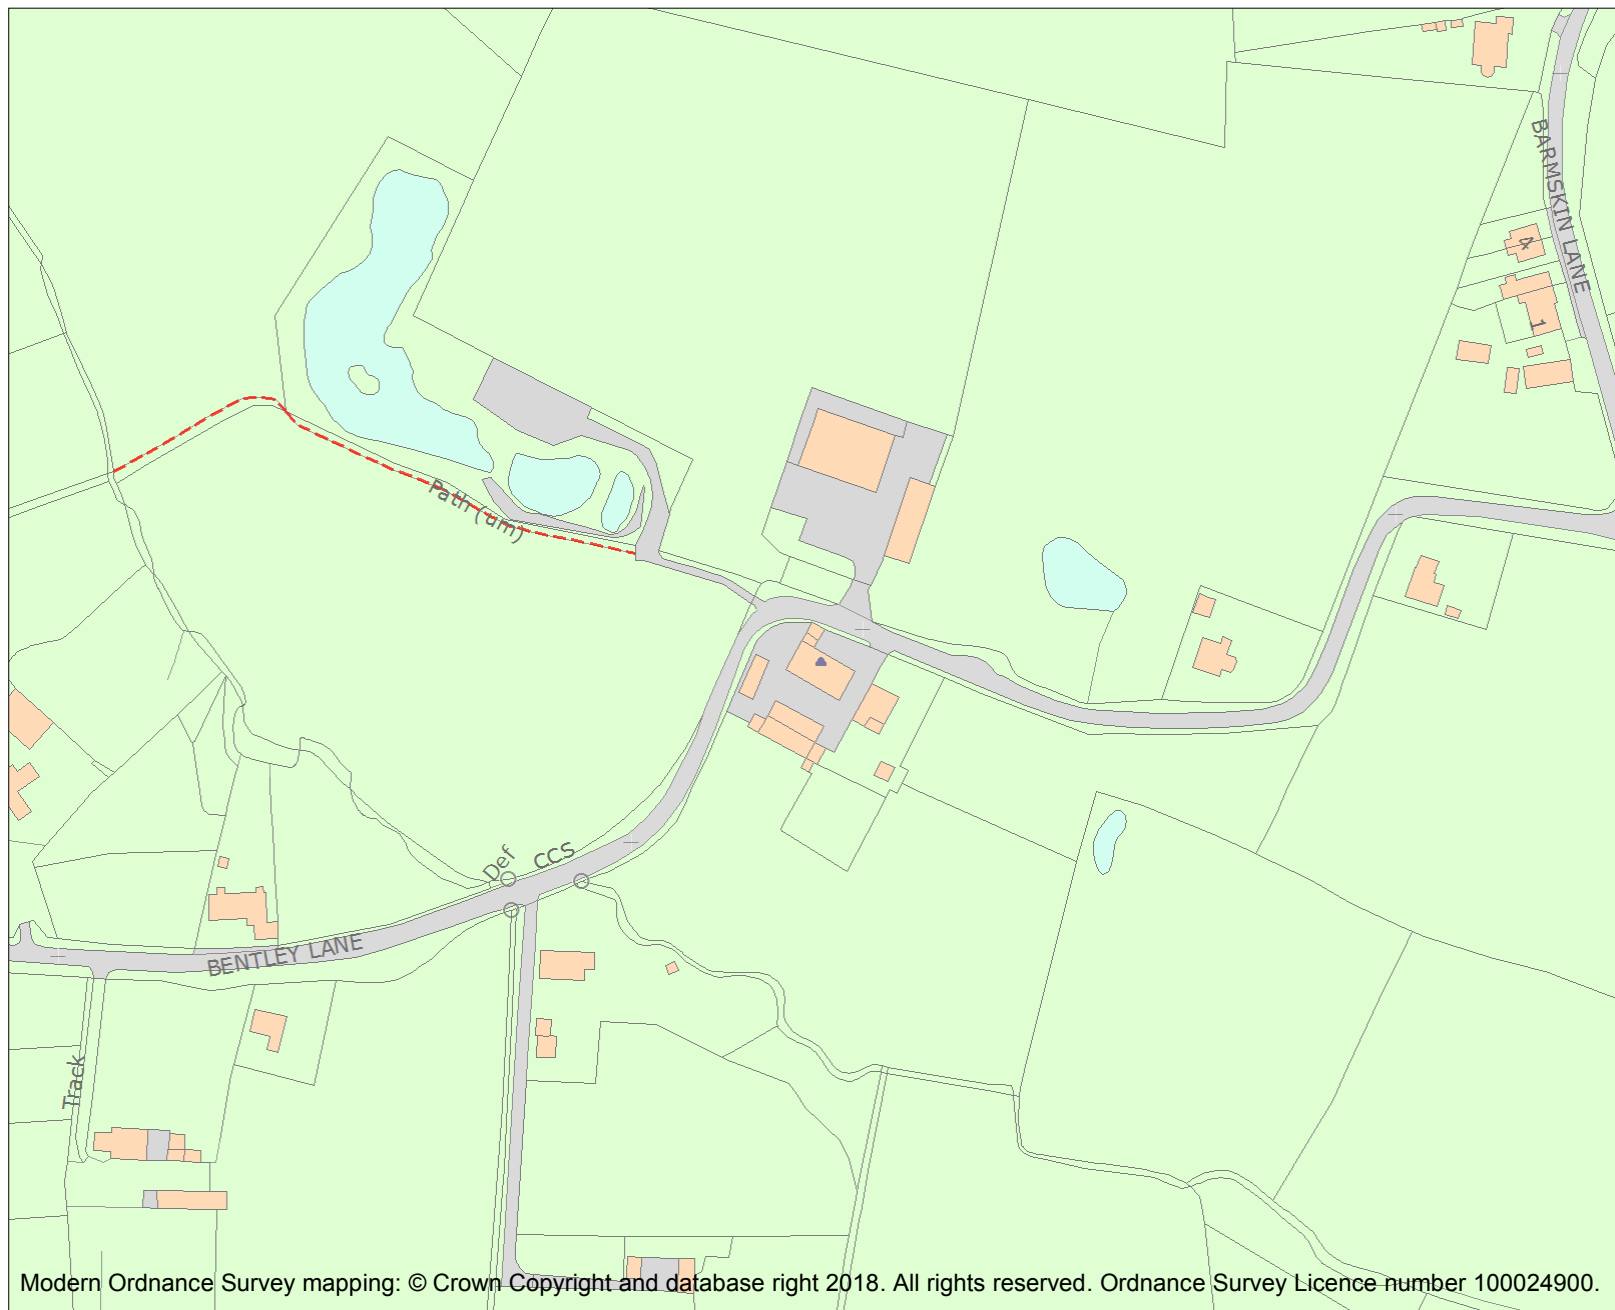 BARMSKIN LANE
4
1
Path (um)
Def
CCS
BENTLEY LANE
Track
Modern Ordnance Survey mapping: © Crown Copyright and database right 2018. All rights reserved. Ordnance Survey Licence number 100024900.